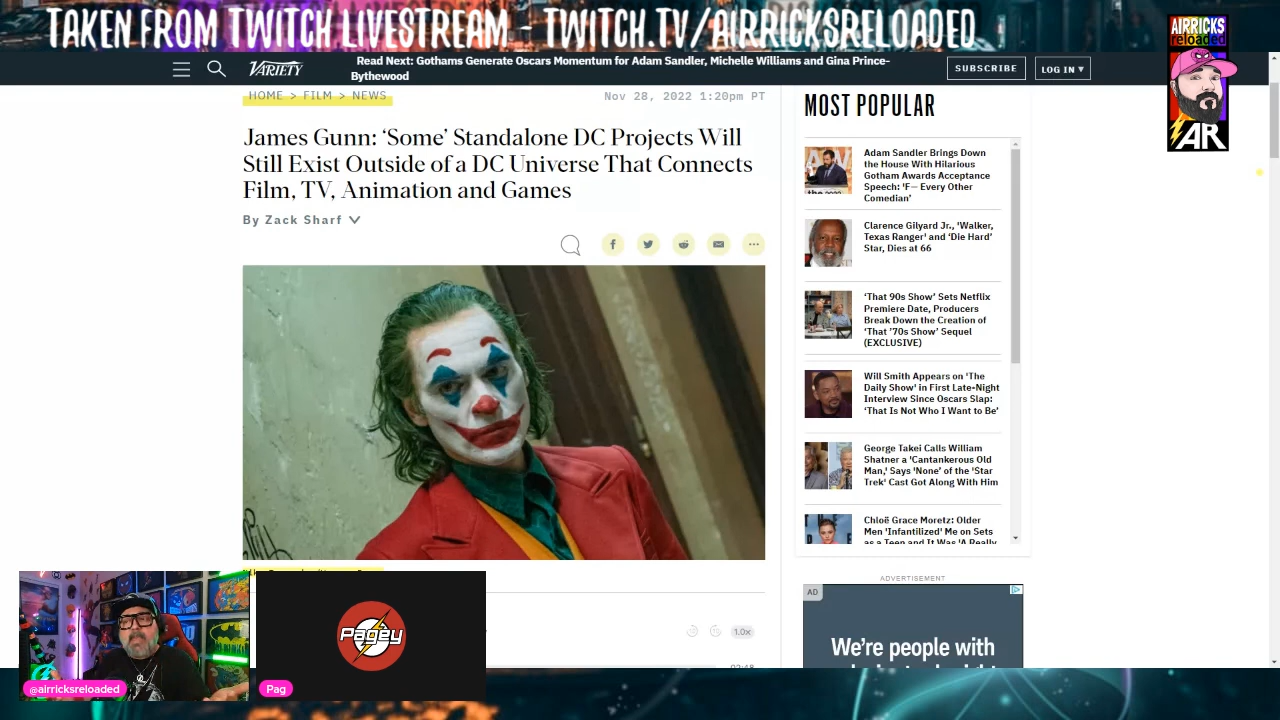 TAKEN FROM TWITCH LIVESTREAM - TWITCH.TV/AIRRICKSRELOADED
AIRRICKS
reloaded
AR
VARIETY
Read Next: Gothams Generate Oscars Momentum for Adam Sandler, Michelle Williams and Gina Prince-
Bythewood
SUBSCRIBE
LOG IN ▾
HOME > FILM > NEWS
Nov 28, 2022 1:20pm PT
James Gunn: ‘Some’ Standalone DC Projects Will
Still Exist Outside of a DC Universe That Connects
Film, TV, Animation and Games
By Zack Sharf
MOST POPULAR
Adam Sandler Brings Down
the House With Hilarious
Gotham Awards Acceptance
Speech: 'F— Every Other
Comedian'
Clarence Gilyard Jr., 'Walker,
Texas Ranger' and ‘Die Hard’
Star, Dies at 66
‘That 90s Show’ Sets Netflix
Premiere Date, Producers
Break Down the Creation of
‘That ’70s Show’ Sequel
(EXCLUSIVE)
Will Smith Appears on 'The
Daily Show' in First Late-Night
Interview Since Oscars Slap:
‘That Is Not Who I Want to Be’
George Takei Calls William
Shatner a 'Cantankerous Old
Man,' Says 'None’ of the 'Star
Trek' Cast Got Along With Him
Chloë Grace Moretz: Older
Men 'Infantilized' Me on Sets
as a Teen and It Was 'A Really
ADVERTISEMENT
AD
We’re people with
1.0x
Pagey
@airricksreloaded
Pag